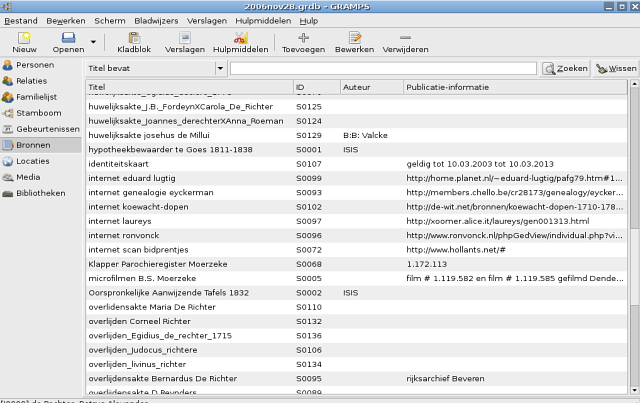 2006nov28.grdb - GRAMPS
Bestand Bewerken Scherm Bladwijzers Verslagen Hulpmiddelen Hulp
Nieuw Openen Kladblok Verslagen Hulpmiddelen Toevoegen Bewerken Verwijderen
Personen
Relaties
Familielijst
Stamboom
Gebeurtenissen
Bronnen
Locaties
Media
Bibliotheken
Titel bevat Zoeken Wissen
Titel ID Auteur Publicatie-informatie
huwelijksakte_J.B._FordeynXCarola_De_Richter S0125
huwelijksakte_Joannes_derechterXAnna_Roeman S0124
huwelijksakte josehus de Millui S0129 B:B: Valcke
hypotheekbewaarder te Goes 1811-1838 S0001 ISIS
identiteitskaart S0107 geldig tot 10.03.2003 tot 10.03.2013
internet eduard lugtig S0099 http://home.planet.nl/~eduard-lugtig/pafg79.htm#1...
internet genealogie eyckerman S0093 http://members.chello.be/cr28173/genealogy/eycker...
internet koewacht-dopen S0102 http://de-wit.net/bronnen/koewacht-dopen-1710-178...
internet laureys S0097 http://xoomer.alice.it/laureys/gen001313.html
internet ronvonck S0096 http://www.ronvonck.nl/phpGedView/individual.php?vi...
internet scan bidprentjes S0072 http://www.hollants.net/#
Klapper Parochieregister Moerzeke S0068 1.172.113
microfilmen B.S. Moerzeke S0005 film # 1.119.582 en film # 1.119.585 gefilmd Dende...
Oorspronkelijke Aanwijzende Tafels 1832 S0002 ISIS
overlidensakte Maria De Richter S0110
overlijden Corneel Richter S0132
overlijden_Egidius_de_rechter_1715 S0136
overlijden_Judocus_richtere S0106
overlijden_livinus_richter S0134
overlijdensakte Bernardus De Richter S0095 rijksarchief Beveren
overlijdensakte D Reynders S0089